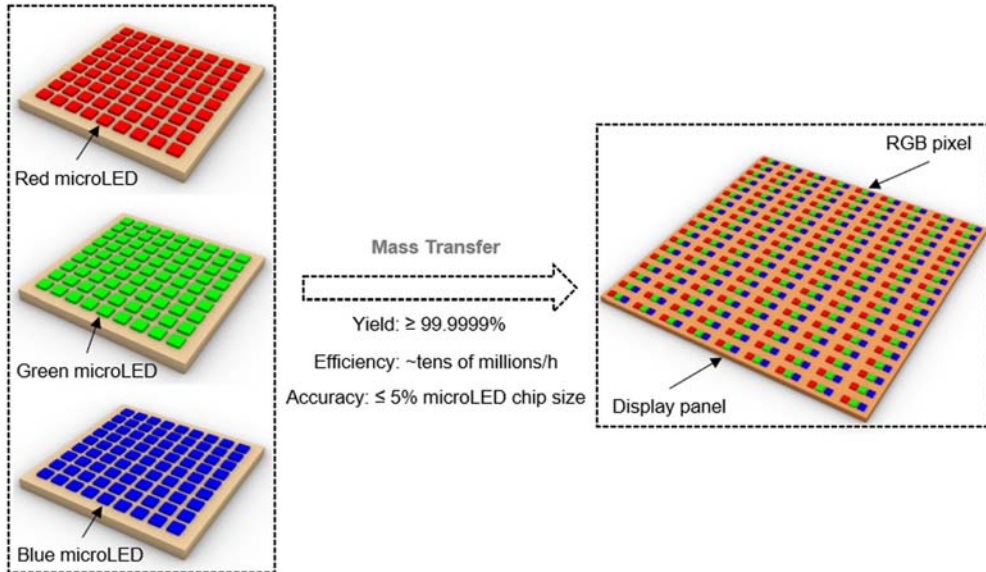 Red microLED
Green microLED
Blue microLED
Mass Transfer
Yield: ≥ 99.9999%
Efficiency: ~tens of millions/h
Accuracy: ≤ 5% microLED chip size
RGB pixel
Display panel